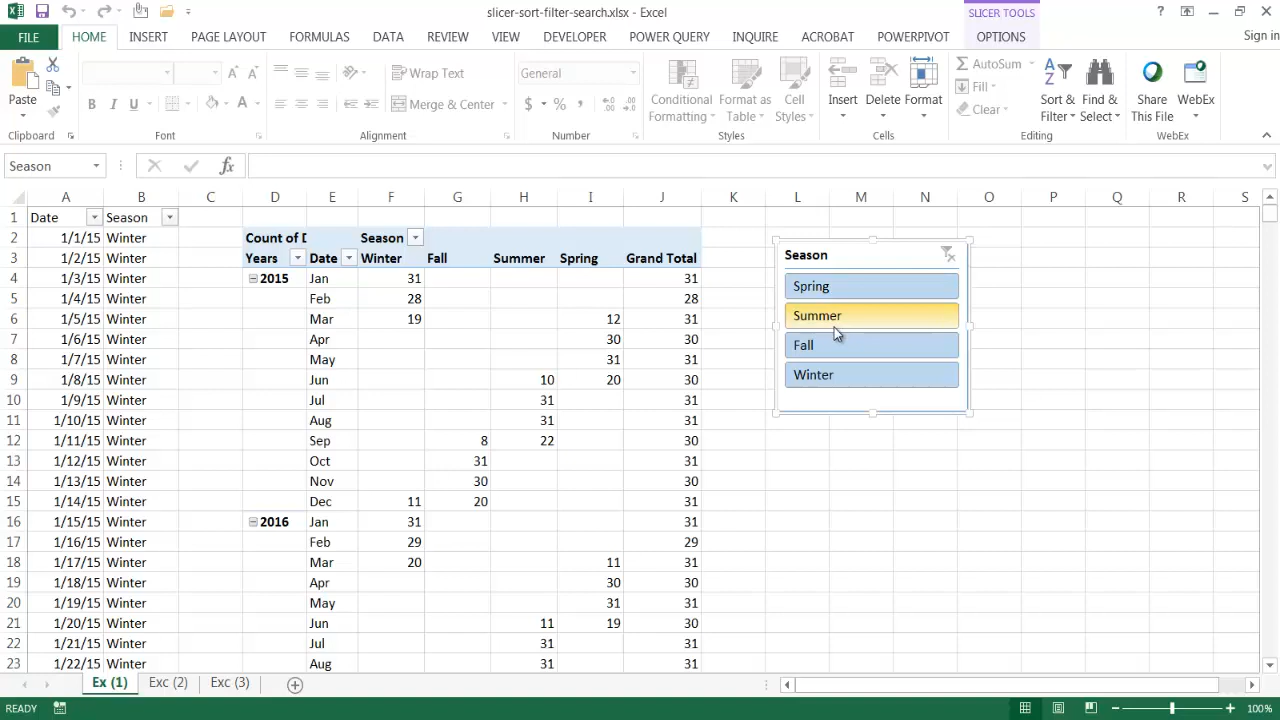 slicer-sort-filter-search.xlsx - Excel
SLICER TOOLS
?
Sign in
FILE HOME INSERT PAGE LAYOUT FORMULAS DATA REVIEW VIEW DEVELOPER POWER QUERY INQUIRE ACROBAT POWERPIVOT OPTIONS
Paste
B I U A
Wrap Text
Merge & Center
General
$ % ,
Conditional Formatting
Format as Table
Cell Styles
Insert Delete Format
AutoSum
Fill
Clear
Sort & Filter
Find & Select
Share This File
WebEx
Clipboard Font Alignment Number Styles Cells Editing WebEx
Season fx
A B C D E F G H I J K L M N O P Q R S
1 Date Season
2 1/1/15 Winter Count of D Season
3 1/2/15 Winter Years Date Winter Fall Summer Spring Grand Total
4 1/3/15 Winter 2015 Jan 31 31
5 1/4/15 Winter Feb 28 28
6 1/5/15 Winter Mar 19 12 31
7 1/6/15 Winter Apr 30 30
8 1/7/15 Winter May 31 31
9 1/8/15 Winter Jun 10 20 30
10 1/9/15 Winter Jul 31 31
11 1/10/15 Winter Aug 31 31
12 1/11/15 Winter Sep 8 22 30
13 1/12/15 Winter Oct 31 31
14 1/13/15 Winter Nov 30 30
15 1/14/15 Winter Dec 11 20 31
16 1/15/15 Winter 2016 Jan 31 31
17 1/16/15 Winter Feb 29 29
18 1/17/15 Winter Mar 20 11 31
19 1/18/15 Winter Apr 30 30
20 1/19/15 Winter May 31 31
21 1/20/15 Winter Jun 11 19 30
22 1/21/15 Winter Jul 31 31
23 1/22/15 Winter Aug 31 31
Season
Spring
Summer
Fall
Winter
Ex (1) Exc (2) Exc (3)
READY
100%